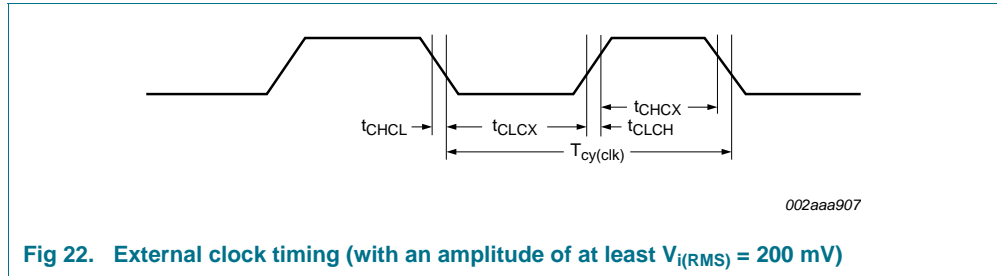 tCHCX
tCHCL tCLCX tCLCH
Tcy(clk)
002aaa907
Fig 22. External clock timing (with an amplitude of at least Vi(RMS) = 200 mV)